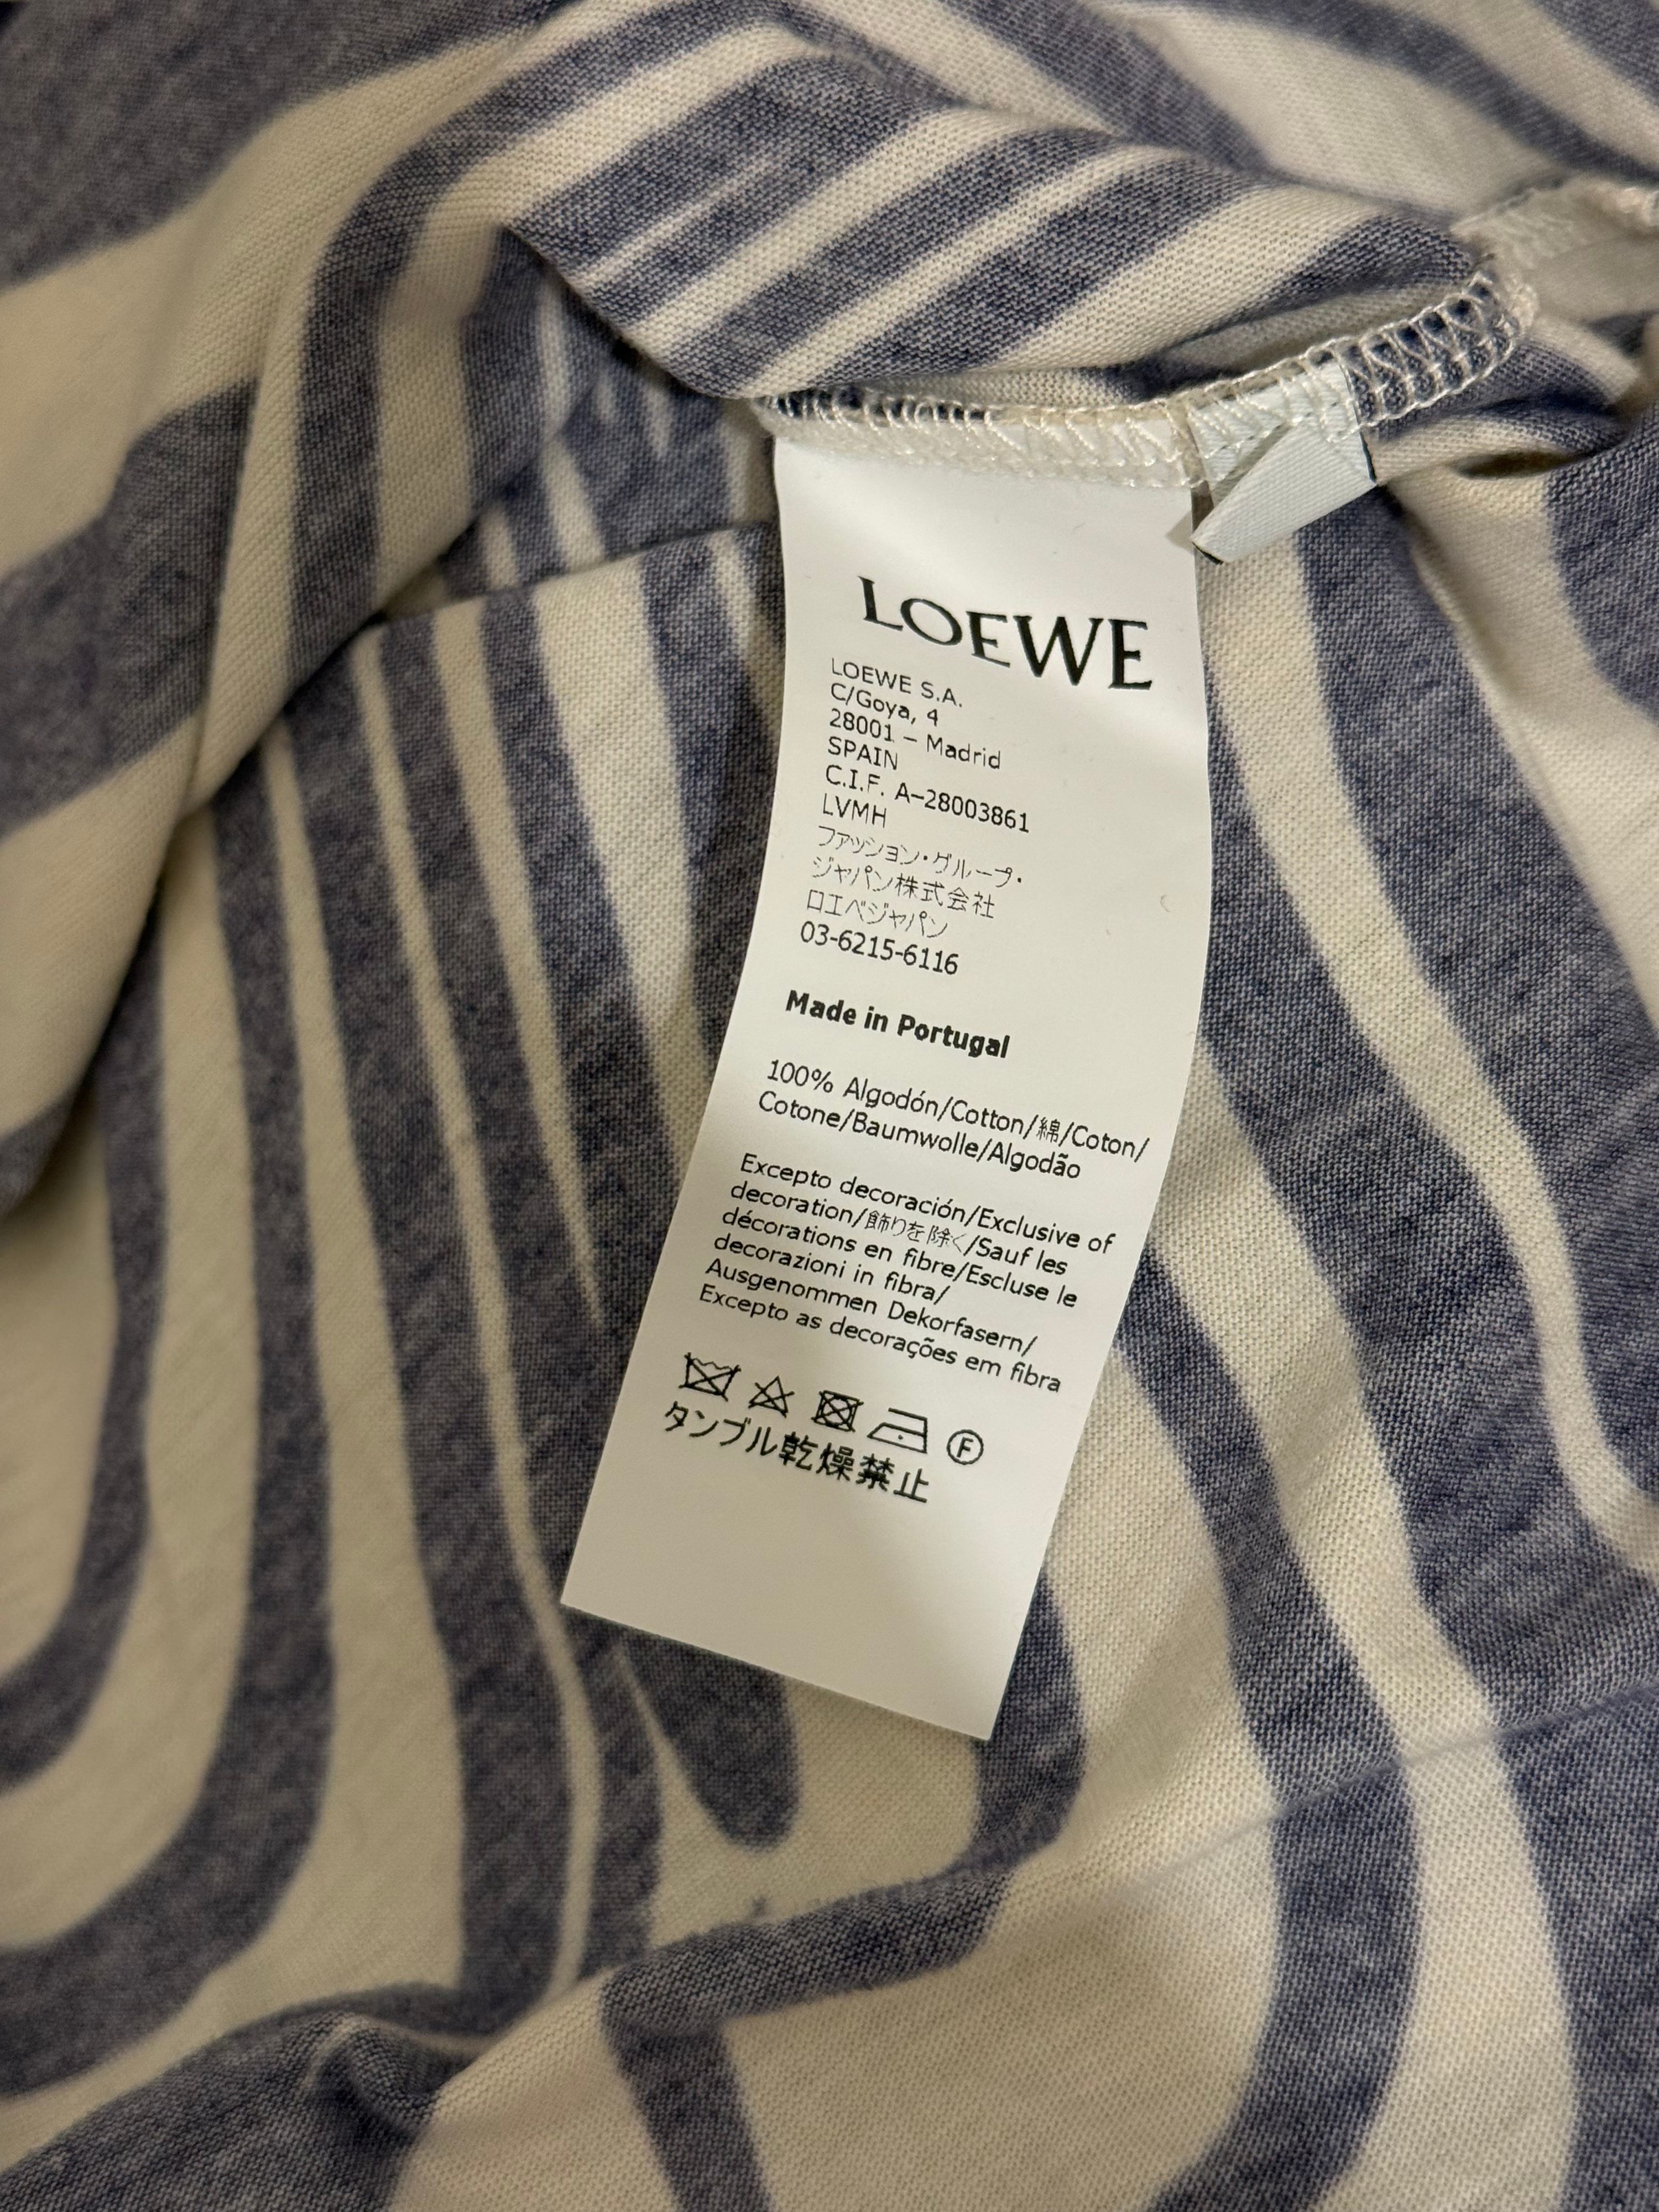 LOEWE
LOEWE S.A.
C/Goya, 4
28001 – Madrid
SPAIN
C.I.F. A–28003861
LVMH
ファッション・グループ・
ジャパン株式会社
ロエベジャパン
03-6215-6116
Made in Portugal
100% Algodón/Cotton/綿/Coton/
Cotone/Baumwolle/Algodão
Excepto decoración/Exclusive of
decoration/飾りを除く/Sauf les
décorations en fibre/Escluse le
decorazioni in fibra/
Ausgenommen Dekorfasern/
Excepto as decorações em fibra
F
タンブル乾燥禁止